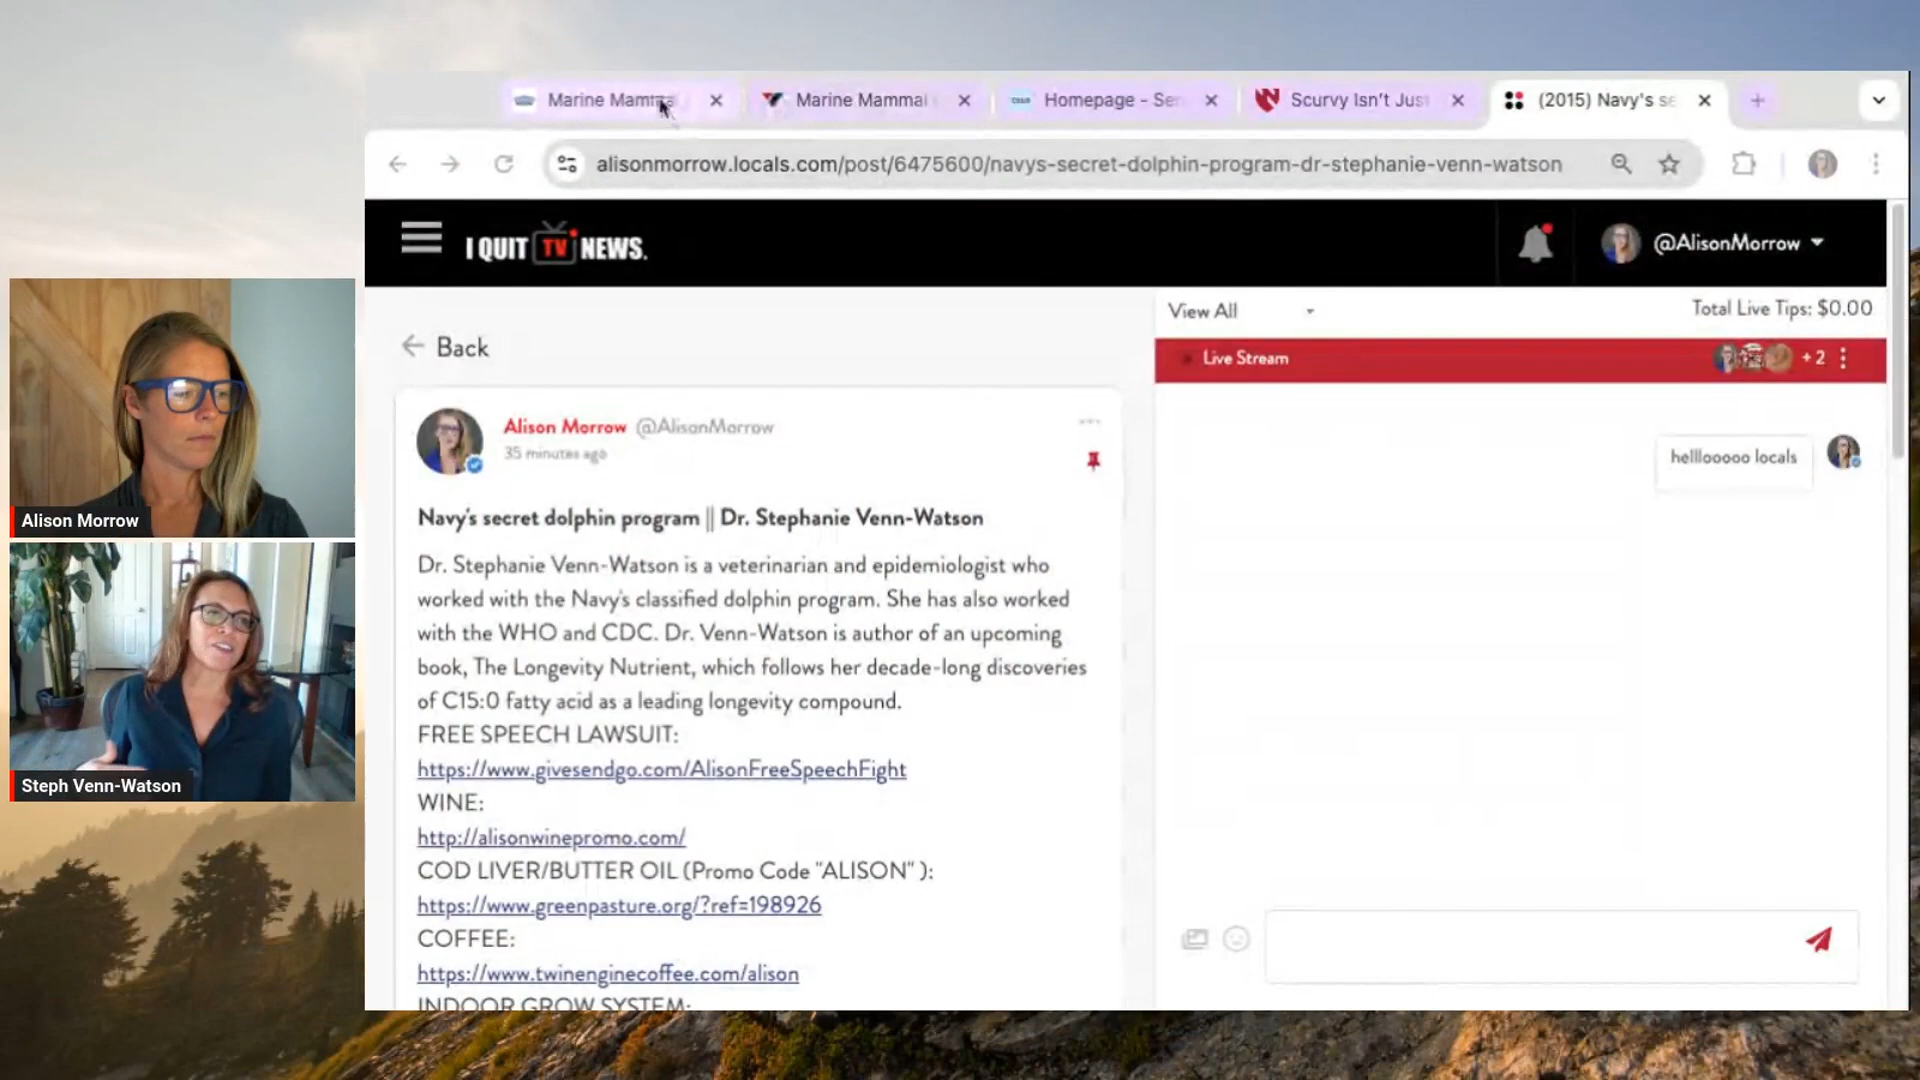 Marine Mamma
Marine Mammal
Homepage - Ser
Scurvy Isn't Jus
(2015) Navy's se
alisonmorrow.locals.com/post/6475600/navys-secret-dolphin-program-dr-stephanie-venn-watson
I QUIT TV NEWS.
@AlisonMorrow
Back
View All
Total Live Tips: $0.00
Live Stream
+ 2
Alison Morrow @AlisonMorrow
35 minutes ago
helllooooo locals
Navy's secret dolphin program || Dr. Stephanie Venn-Watson
Dr. Stephanie Venn-Watson is a veterinarian and epidemiologist who
worked with the Navy's classified dolphin program. She has also worked
with the WHO and CDC. Dr. Venn-Watson is author of an upcoming
book, The Longevity Nutrient, which follows her decade-long discoveries
of C15:0 fatty acid as a leading longevity compound.
FREE SPEECH LAWSUIT:
https://www.givesendgo.com/AlisonFreeSpeechFight
WINE:
http://alisonwinepromo.com/
COD LIVER/BUTTER OIL (Promo Code "ALISON" ):
https://www.greenpasture.org/?ref=198926
COFFEE:
https://www.twinenginecoffee.com/alison
INDOOR GROW SYSTEM:
Alison Morrow
Steph Venn-Watson